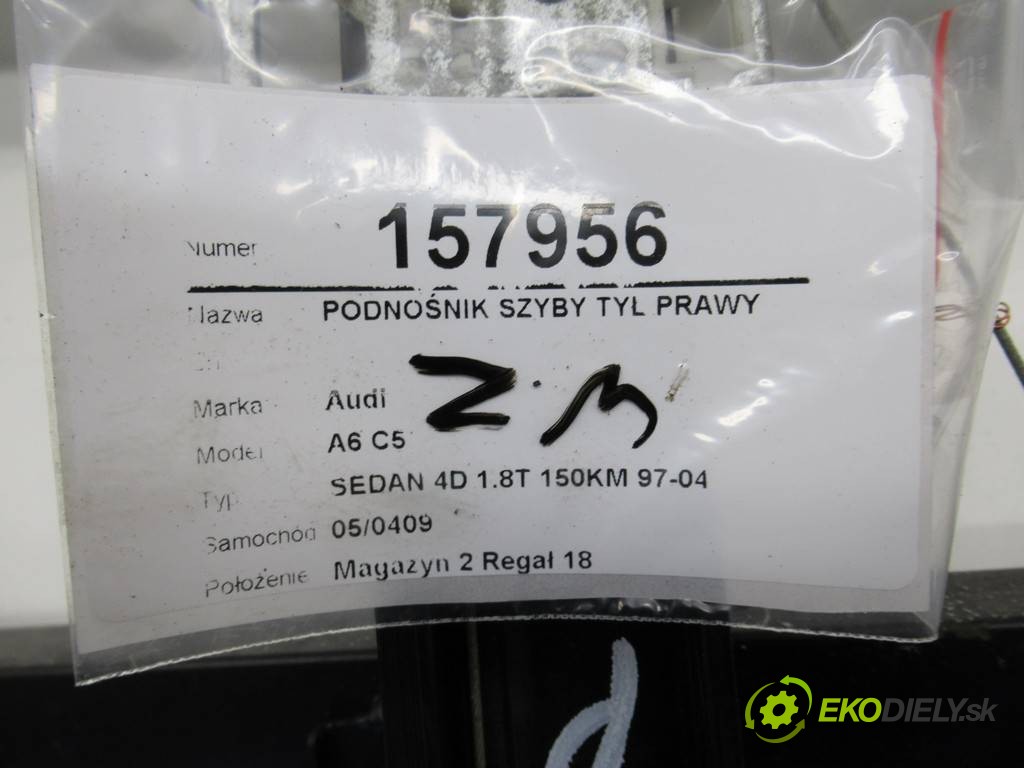 Numer 157956
Nazwa PODNOŚNIK SZYBY TYŁ PRAWY
Marka Audi
Model A6 C5
Typ SEDAN 4D 1.8T 150KM 97-04
Samochód 05/0409
Położenie Magazyn 2 Regał 18
EKODIELY.sk